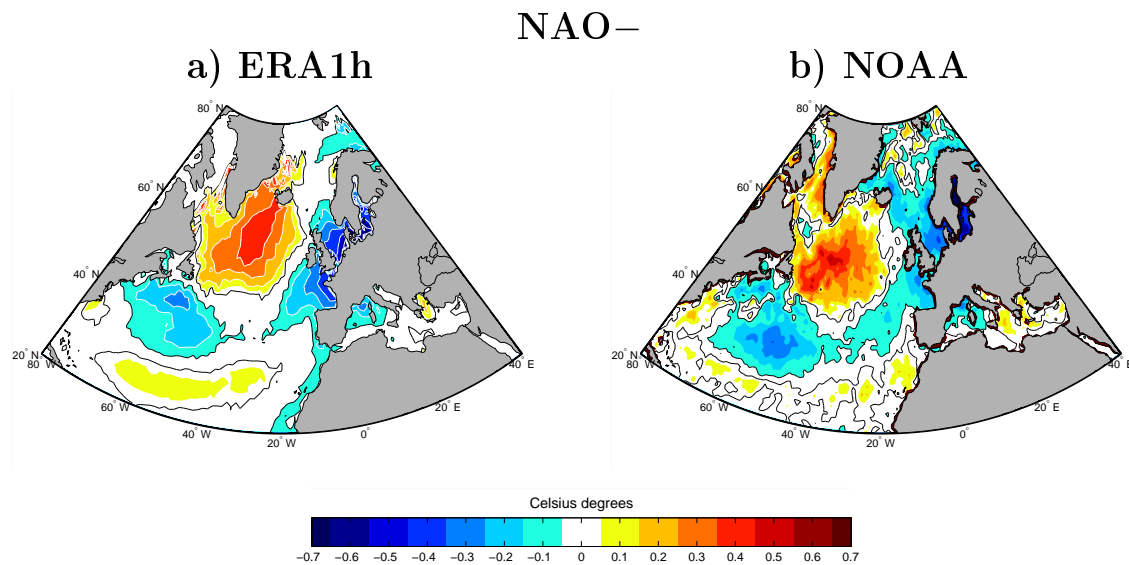 NAO−
a) ERA1h
b) NOAA
80° N
60° N
40° N
20° N
80° W
60° W
40° W
20° W
0°
20° E
40° E
80° N
60° N
40° N
20° N
80° W
60° W
40° W
20° W
0°
20° E
40° E
Celsius degrees
−0.7 −0.6 −0.5 −0.4 −0.3 −0.2 −0.1 0 0.1 0.2 0.3 0.4 0.5 0.6 0.7